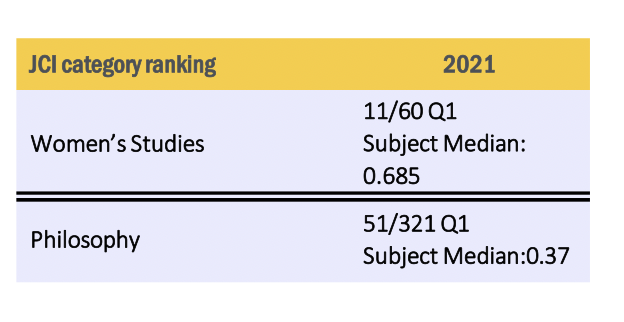 JCI category ranking 2021
11/60 Q1
Women’s Studies Subject Median:
0.685
51/321 Q1
Philosophy
Subject Median:0.37